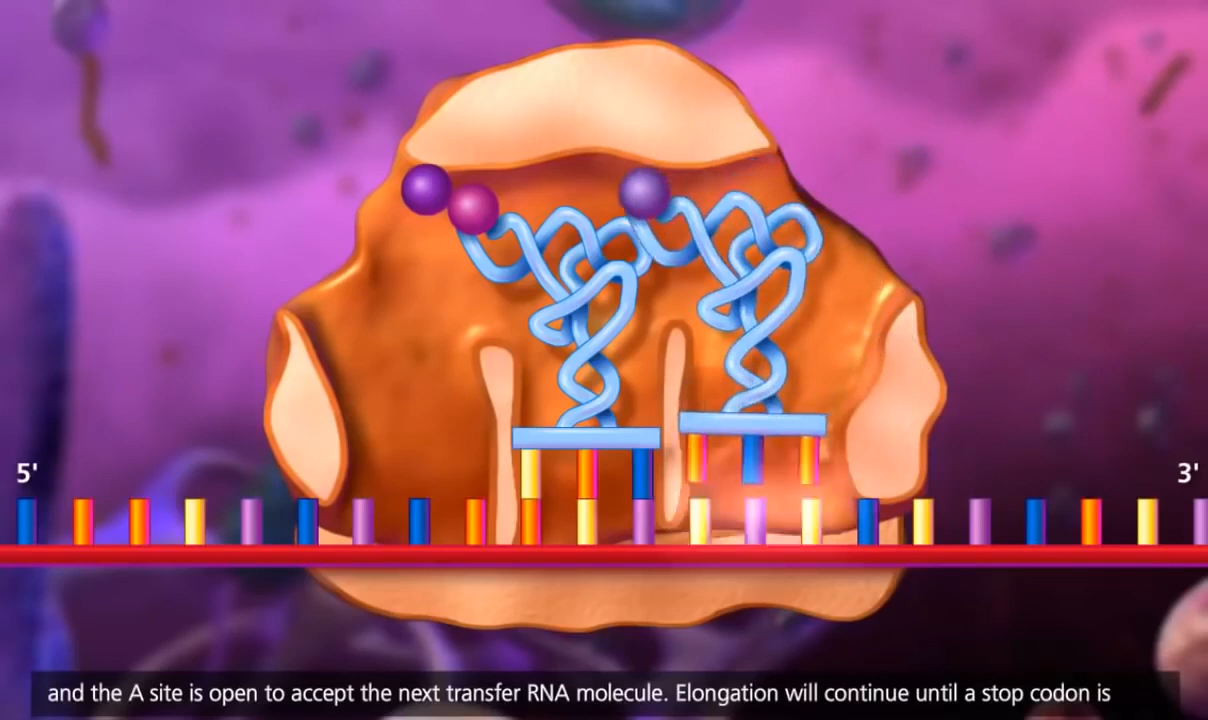 5'
3'
and the A site is open to accept the next transfer RNA molecule. Elongation will continue until a stop codon is